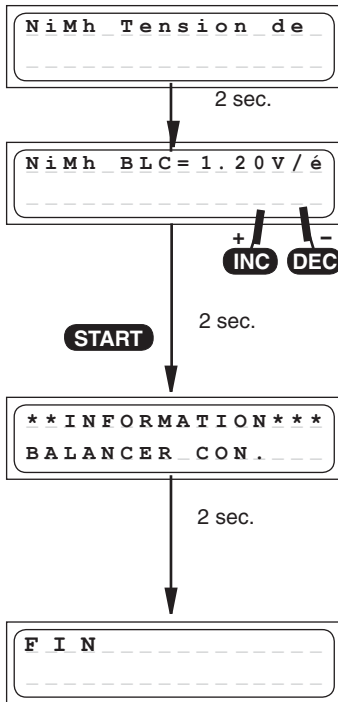 NiMh Tension de
2 sec.
NiMh BLC=1.20V/é
+ -
INC DEC
START
2 sec.
**INFORMATION***
BALANCER CON.
2 sec.
FIN